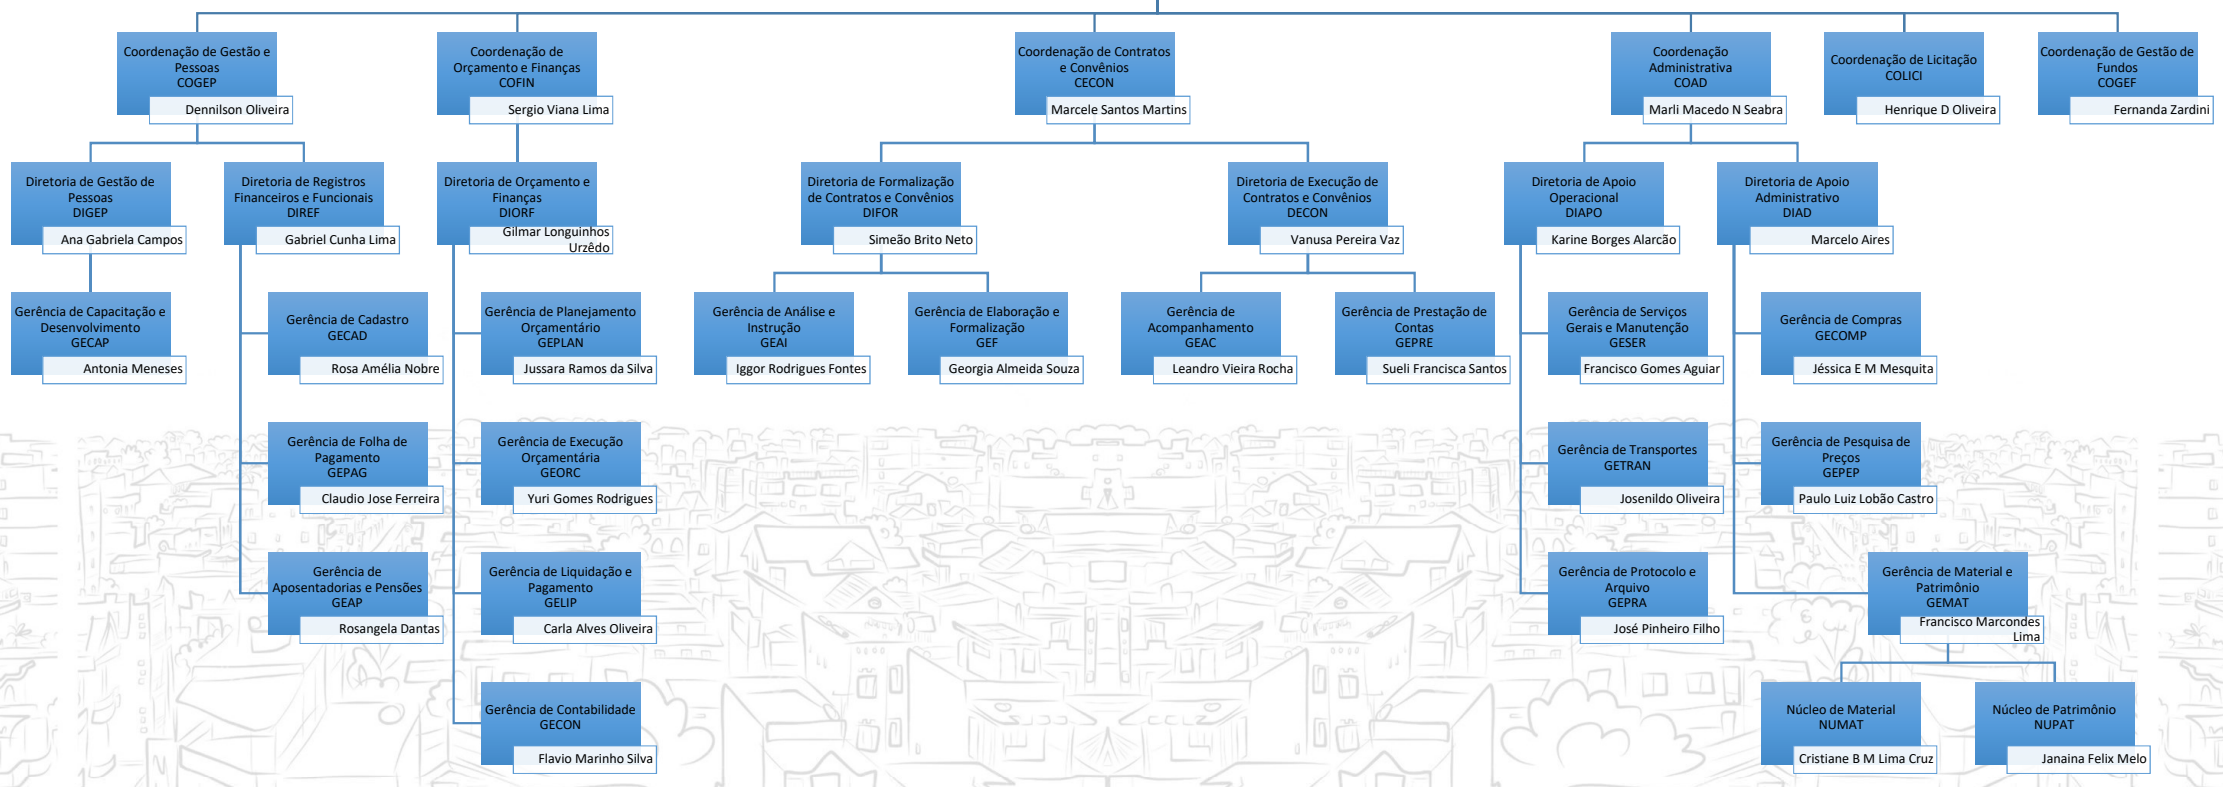 Coordenação de Gestão e
Pessoas
COGEP
Dennilson Oliveira
Coordenação de
Orçamento e Finanças
COFIN
Sergio Viana Lima
Coordenação de Contratos
e Convênios
CECON
Marcele Santos Martins
Coordenação
Administrativa
COAD
Marli Macedo N Seabra
Coordenação de Licitação
COLICI
Henrique D Oliveira
Coordenação de Gestão de
Fundos
COGEF
Fernanda Zardini
Diretoria de Gestão de
Pessoas
DIGEP
Ana Gabriela Campos
Diretoria de Registros
Financeiros e Funcionais
DIREF
Gabriel Cunha Lima
Diretoria de Orçamento e
Finanças
DIORF
Gilmar Longuinhos
Urzêdo
Diretoria de Formalização
de Contratos e Convênios
DIFOR
Simeão Brito Neto
Diretoria de Execução de
Contratos e Convênios
DECON
Vanusa Pereira Vaz
Diretoria de Apoio
Operacional
DIAPO
Karine Borges Alarcão
Diretoria de Apoio
Administrativo
DIAD
Marcelo Aires
Gerência de Capacitação e
Desenvolvimento
GECAP
Antonia Meneses
Gerência de Cadastro
GECAD
Rosa Amélia Nobre
Gerência de Planejamento
Orçamentário
GEPLAN
Jussara Ramos da Silva
Gerência de Análise e
Instrução
GEAI
Iggor Rodrigues Fontes
Gerência de Elaboração e
Formalização
GEF
Georgia Almeida Souza
Gerência de
Acompanhamento
GEAC
Leandro Vieira Rocha
Gerência de Prestação de
Contas
GEPRE
Sueli Francisca Santos
Gerência de Serviços
Gerais e Manutenção
GESER
Francisco Gomes Aguiar
Gerência de Compras
GECOMP
Jéssica E M Mesquita
Gerência de Folha de
Pagamento
GEPAG
Claudio Jose Ferreira
Gerência de Execução
Orçamentária
GEORC
Yuri Gomes Rodrigues
Gerência de Transportes
GETRAN
Josenildo Oliveira
Gerência de Pesquisa de
Preços
GEPEP
Paulo Luiz Lobão Castro
Gerência de
Aposentadorias e Pensões
GEAP
Rosangela Dantas
Gerência de Liquidação e
Pagamento
GELIP
Carla Alves Oliveira
Gerência de Protocolo e
Arquivo
GEPRA
José Pinheiro Filho
Gerência de Material e
Patrimônio
GEMAT
Francisco Marcondes
Lima
Gerência de Contabilidade
GECON
Flavio Marinho Silva
Núcleo de Material
NUMAT
Cristiane B M Lima Cruz
Núcleo de Patrimônio
NUPAT
Janaina Felix Melo